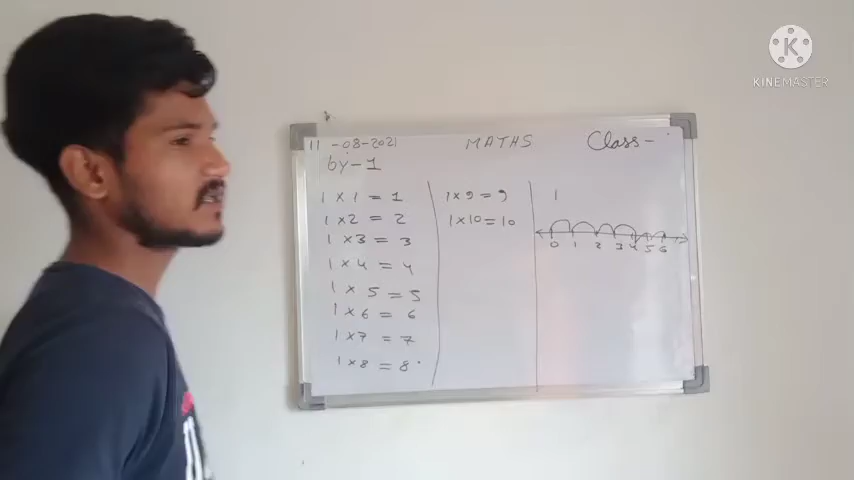 K
KINEMASTER
11-08-2021 MATHS Class-
by-1
1 x 1 = 1
1 x 2 = 2
1 x 3 = 3
1 x 4 = 4
1 x 5 = 5
1 x 6 = 6
1 x 7 = 7
1 x 8 = 8
1 x 9 = 9
1 x 10 = 10
1
0 1 2 3 4 5 6